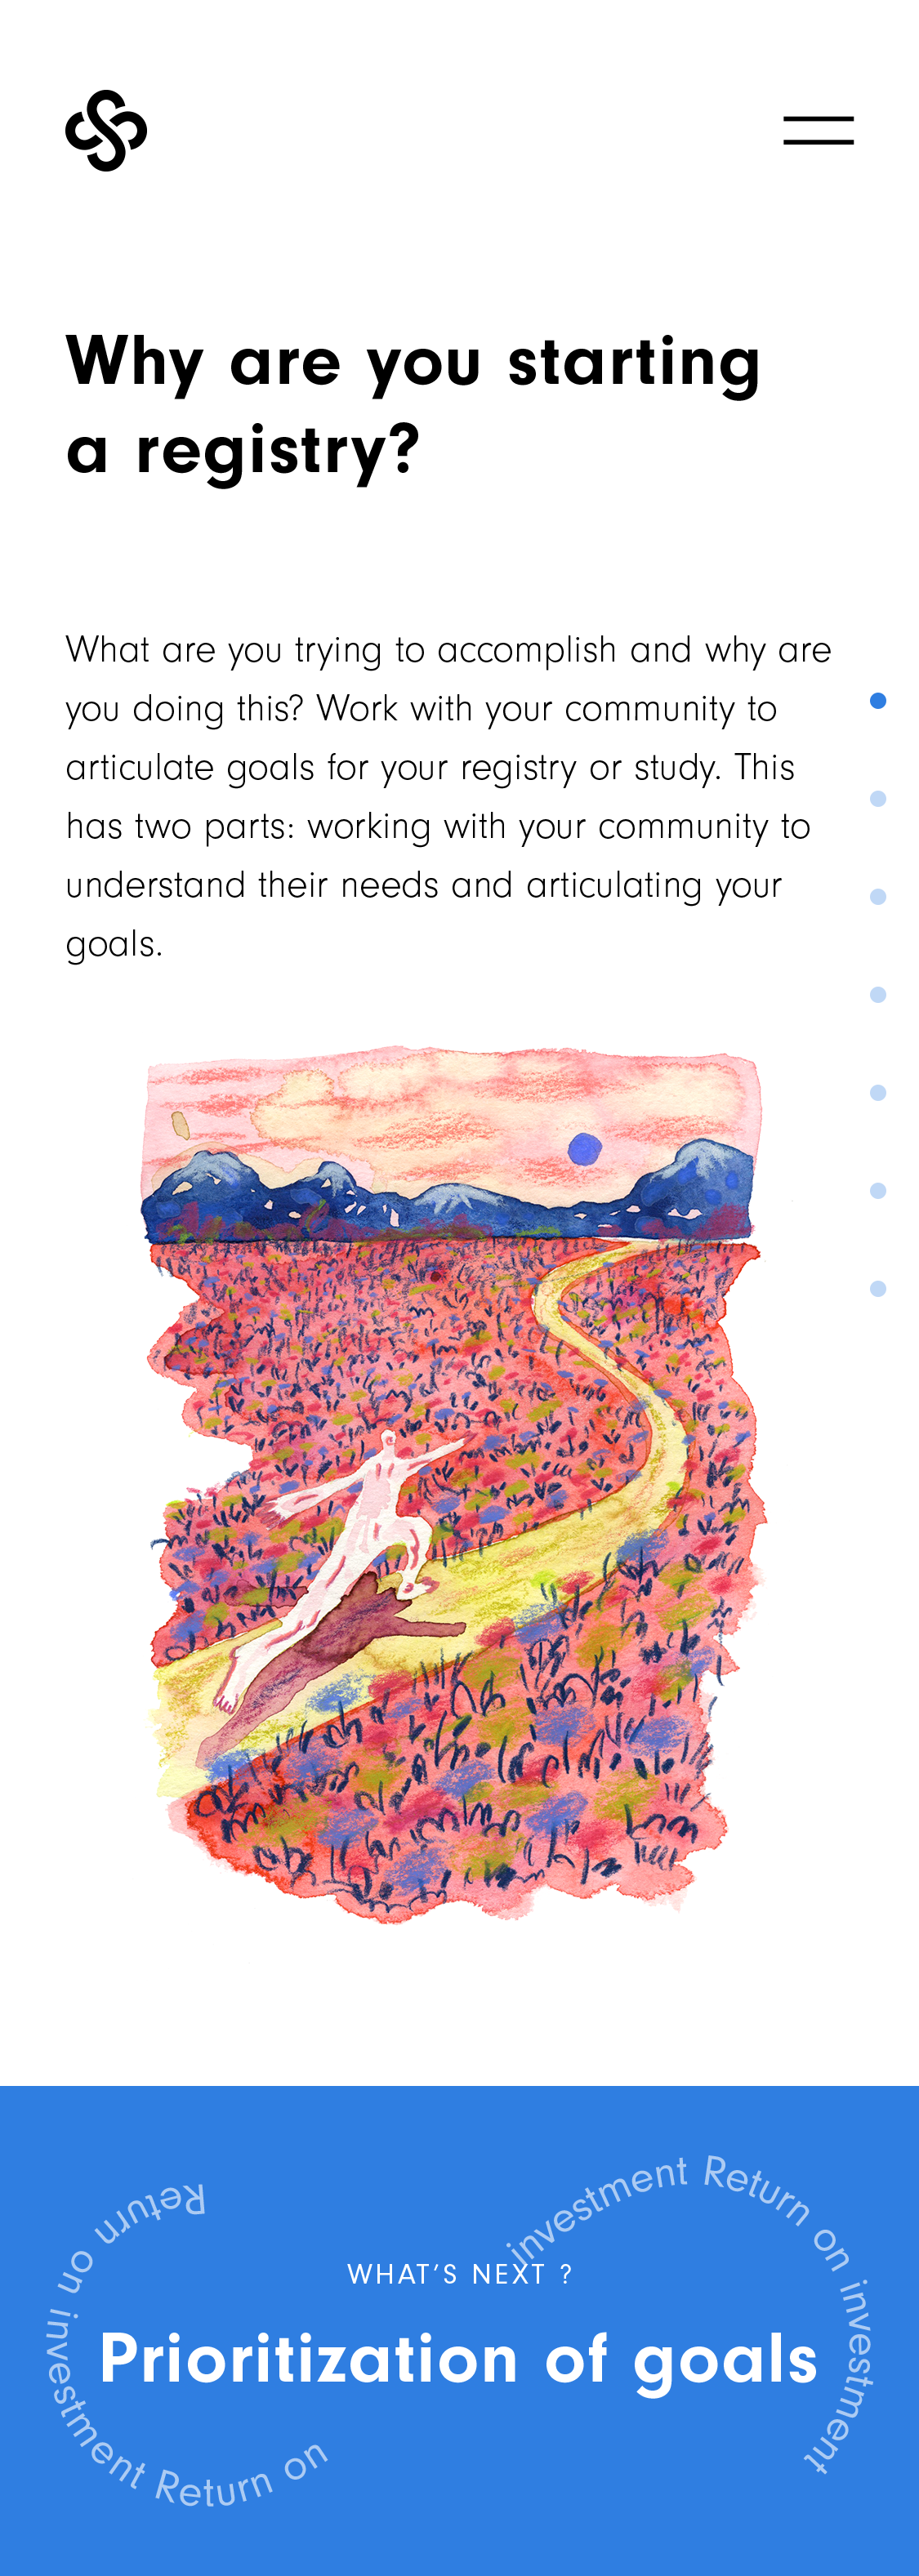 Why are you starting
a registry?
What are you trying to accomplish and why are
you doing this? Work with your community to
articulate goals for your registry or study. This
has two parts: working with your community to
understand their needs and articulating your
goals.
Return on investment Return on
investment Return on investment
WHAT’S NEXT ?
Prioritization of goals